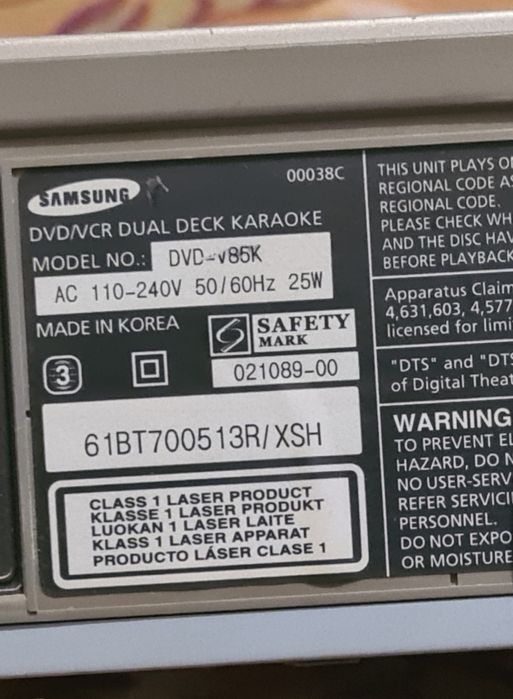 SAMSUNG
00038C
DVD/VCR DUAL DECK KARAOKE
MODEL NO.: DVD-v85K
AC 110-240V 50/60Hz 25W
MADE IN KOREA
SAFETY
MARK
021089-00
3
61BT700513R/XSH
CLASS 1 LASER PRODUCT
KLASSE 1 LASER PRODUKT
LUOKAN 1 LASER LAITE
KLASS 1 LASER APPARAT
PRODUCTO LÁSER CLASE 1
THIS UNIT PLAYS
REGIONAL CODE
REGIONAL CODE.
PLEASE CHECK
AND THE DISC
BEFORE PLAYBACK
Apparatus Claim
4,631,603,
licensed for
"DTS" and
of Digital
WARNING
TO PREVENT
HAZARD, DO
NO
REFER
PERSONNEL.
DO NOT
OR MOISTURE